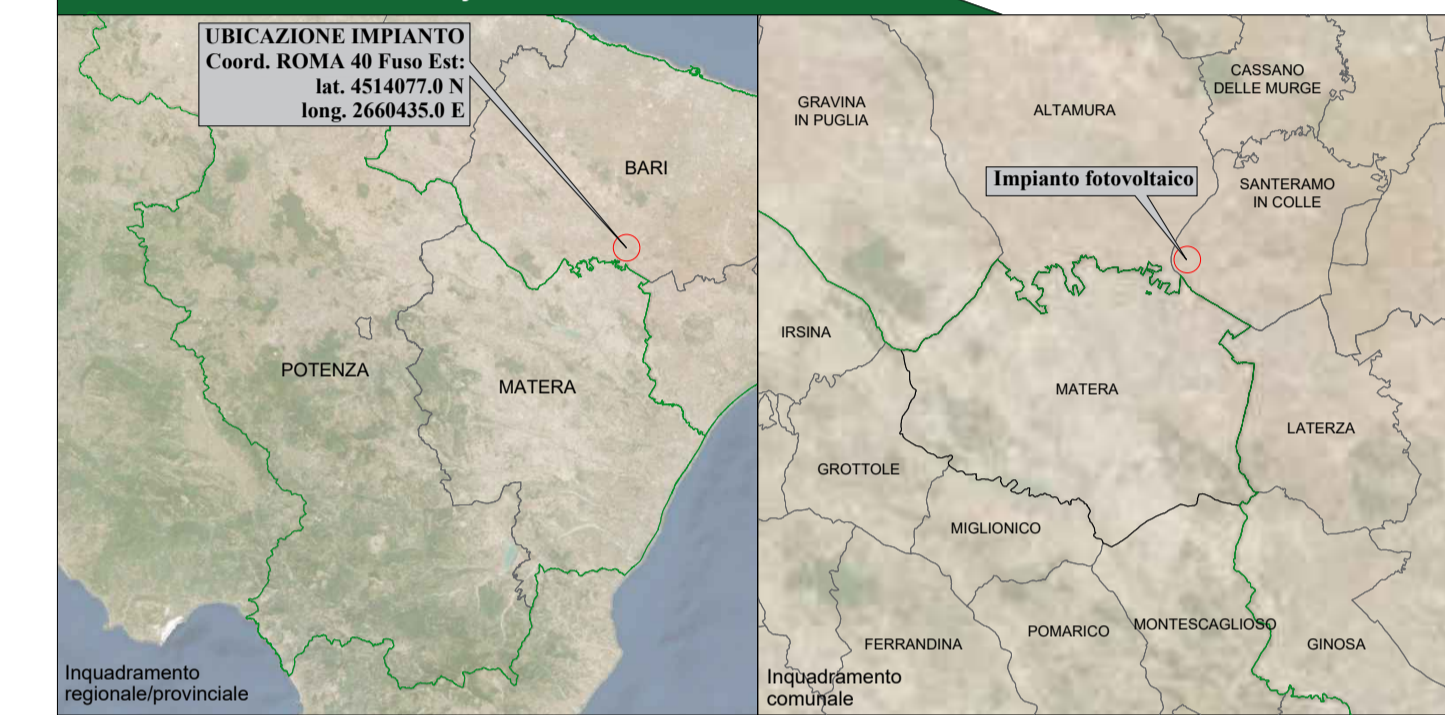 UBICAZIONE IMPIANTO
Coord. ROMA 40 Fuso Est:
lat. 4514077.0 N
long. 2660435.0 E
BARI
POTENZA
MATERA
Inquadramento
regionale/provinciale
CASSANO
DELLE MURGE
GRAVINA
IN PUGLIA
ALTAMURA
Impianto fotovoltaico
SANTERAMO
IN COLLE
IRSINA
MATERA
LATERZA
GROTTOLE
MIGLIONICO
MONTESCAGLIOSO
POMARICO
FERRANDINA
GINOSA
Inquadramento
comunale